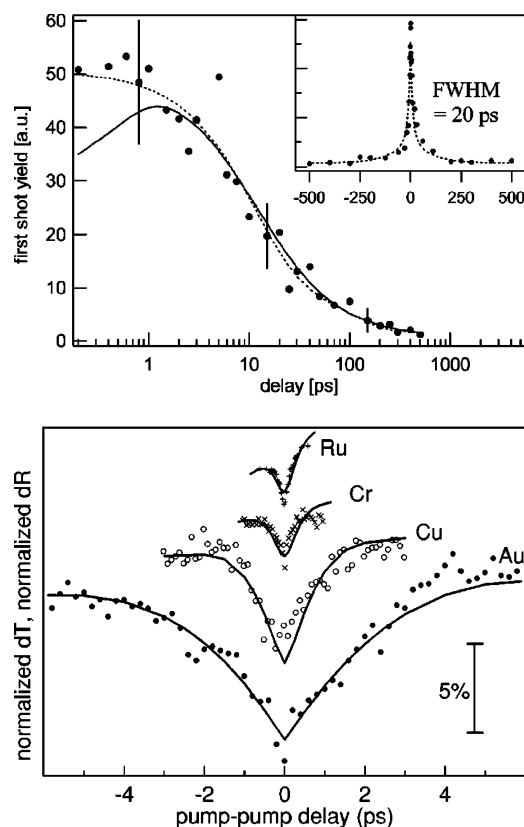 60
50
40
30
20
10
0
first shot yield [a.u.]
1
10
100
1000
delay [ps]
FWHM
= 20 ps
-500
-250
0
250
500
normalized dT, normalized dR
Ru
Cr
Cu
Au
5%
-4
-2
0
2
4
pump-pump delay (ps)